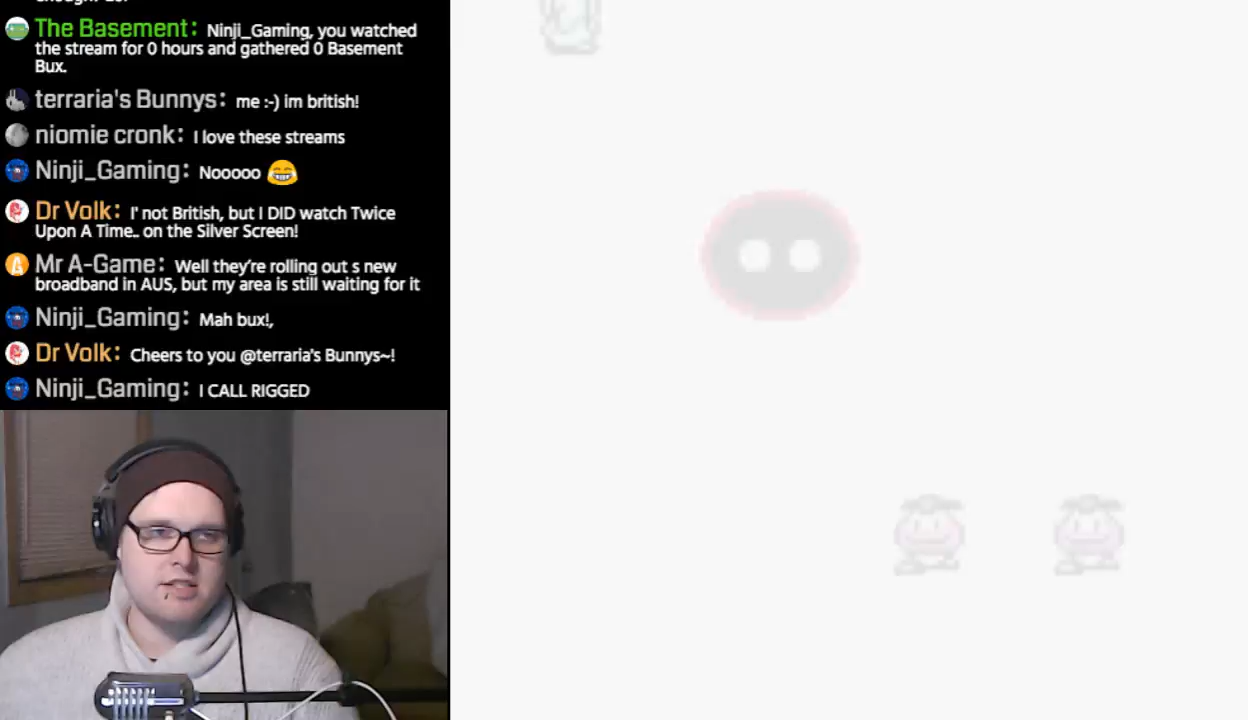 The Basement: Ninji_Gaming, you watched
the stream for 0 hours and gathered 0 Basement
Bux.
terraria's Bunnys: me :-) im british!
niomie cronk: I love these streams
Ninji_Gaming: Nooooo 😂
Dr Volk: I' not British, but I DID watch Twice
Upon A Time.. on the Silver Screen!
Mr A-Game: Well they're rolling out s new
broadband in AUS, but my area is still waiting for it
Ninji_Gaming: Mah bux!,
Dr Volk: Cheers to you @terraria's Bunnys~!
Ninji_Gaming: I CALL RIGGED